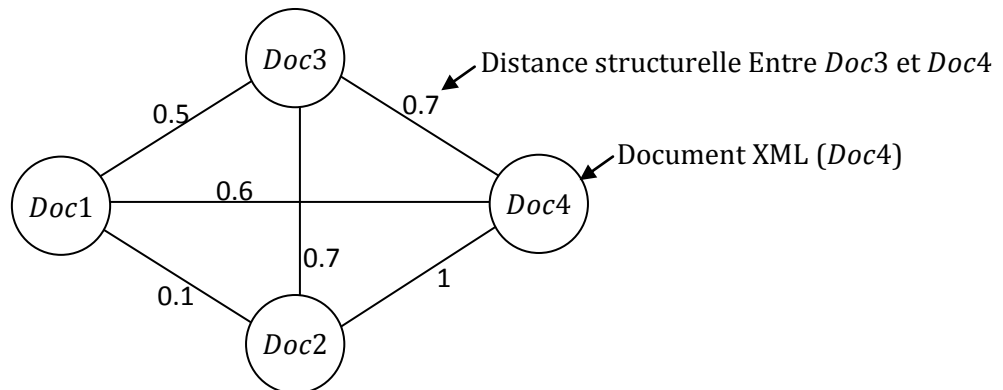 Doc3
Distance structurelle Entre Doc3 et Doc4
0.7
0.5
Document XML (Doc4)
0.6
Doc1
Doc4
0.7
1
0.1
Doc2